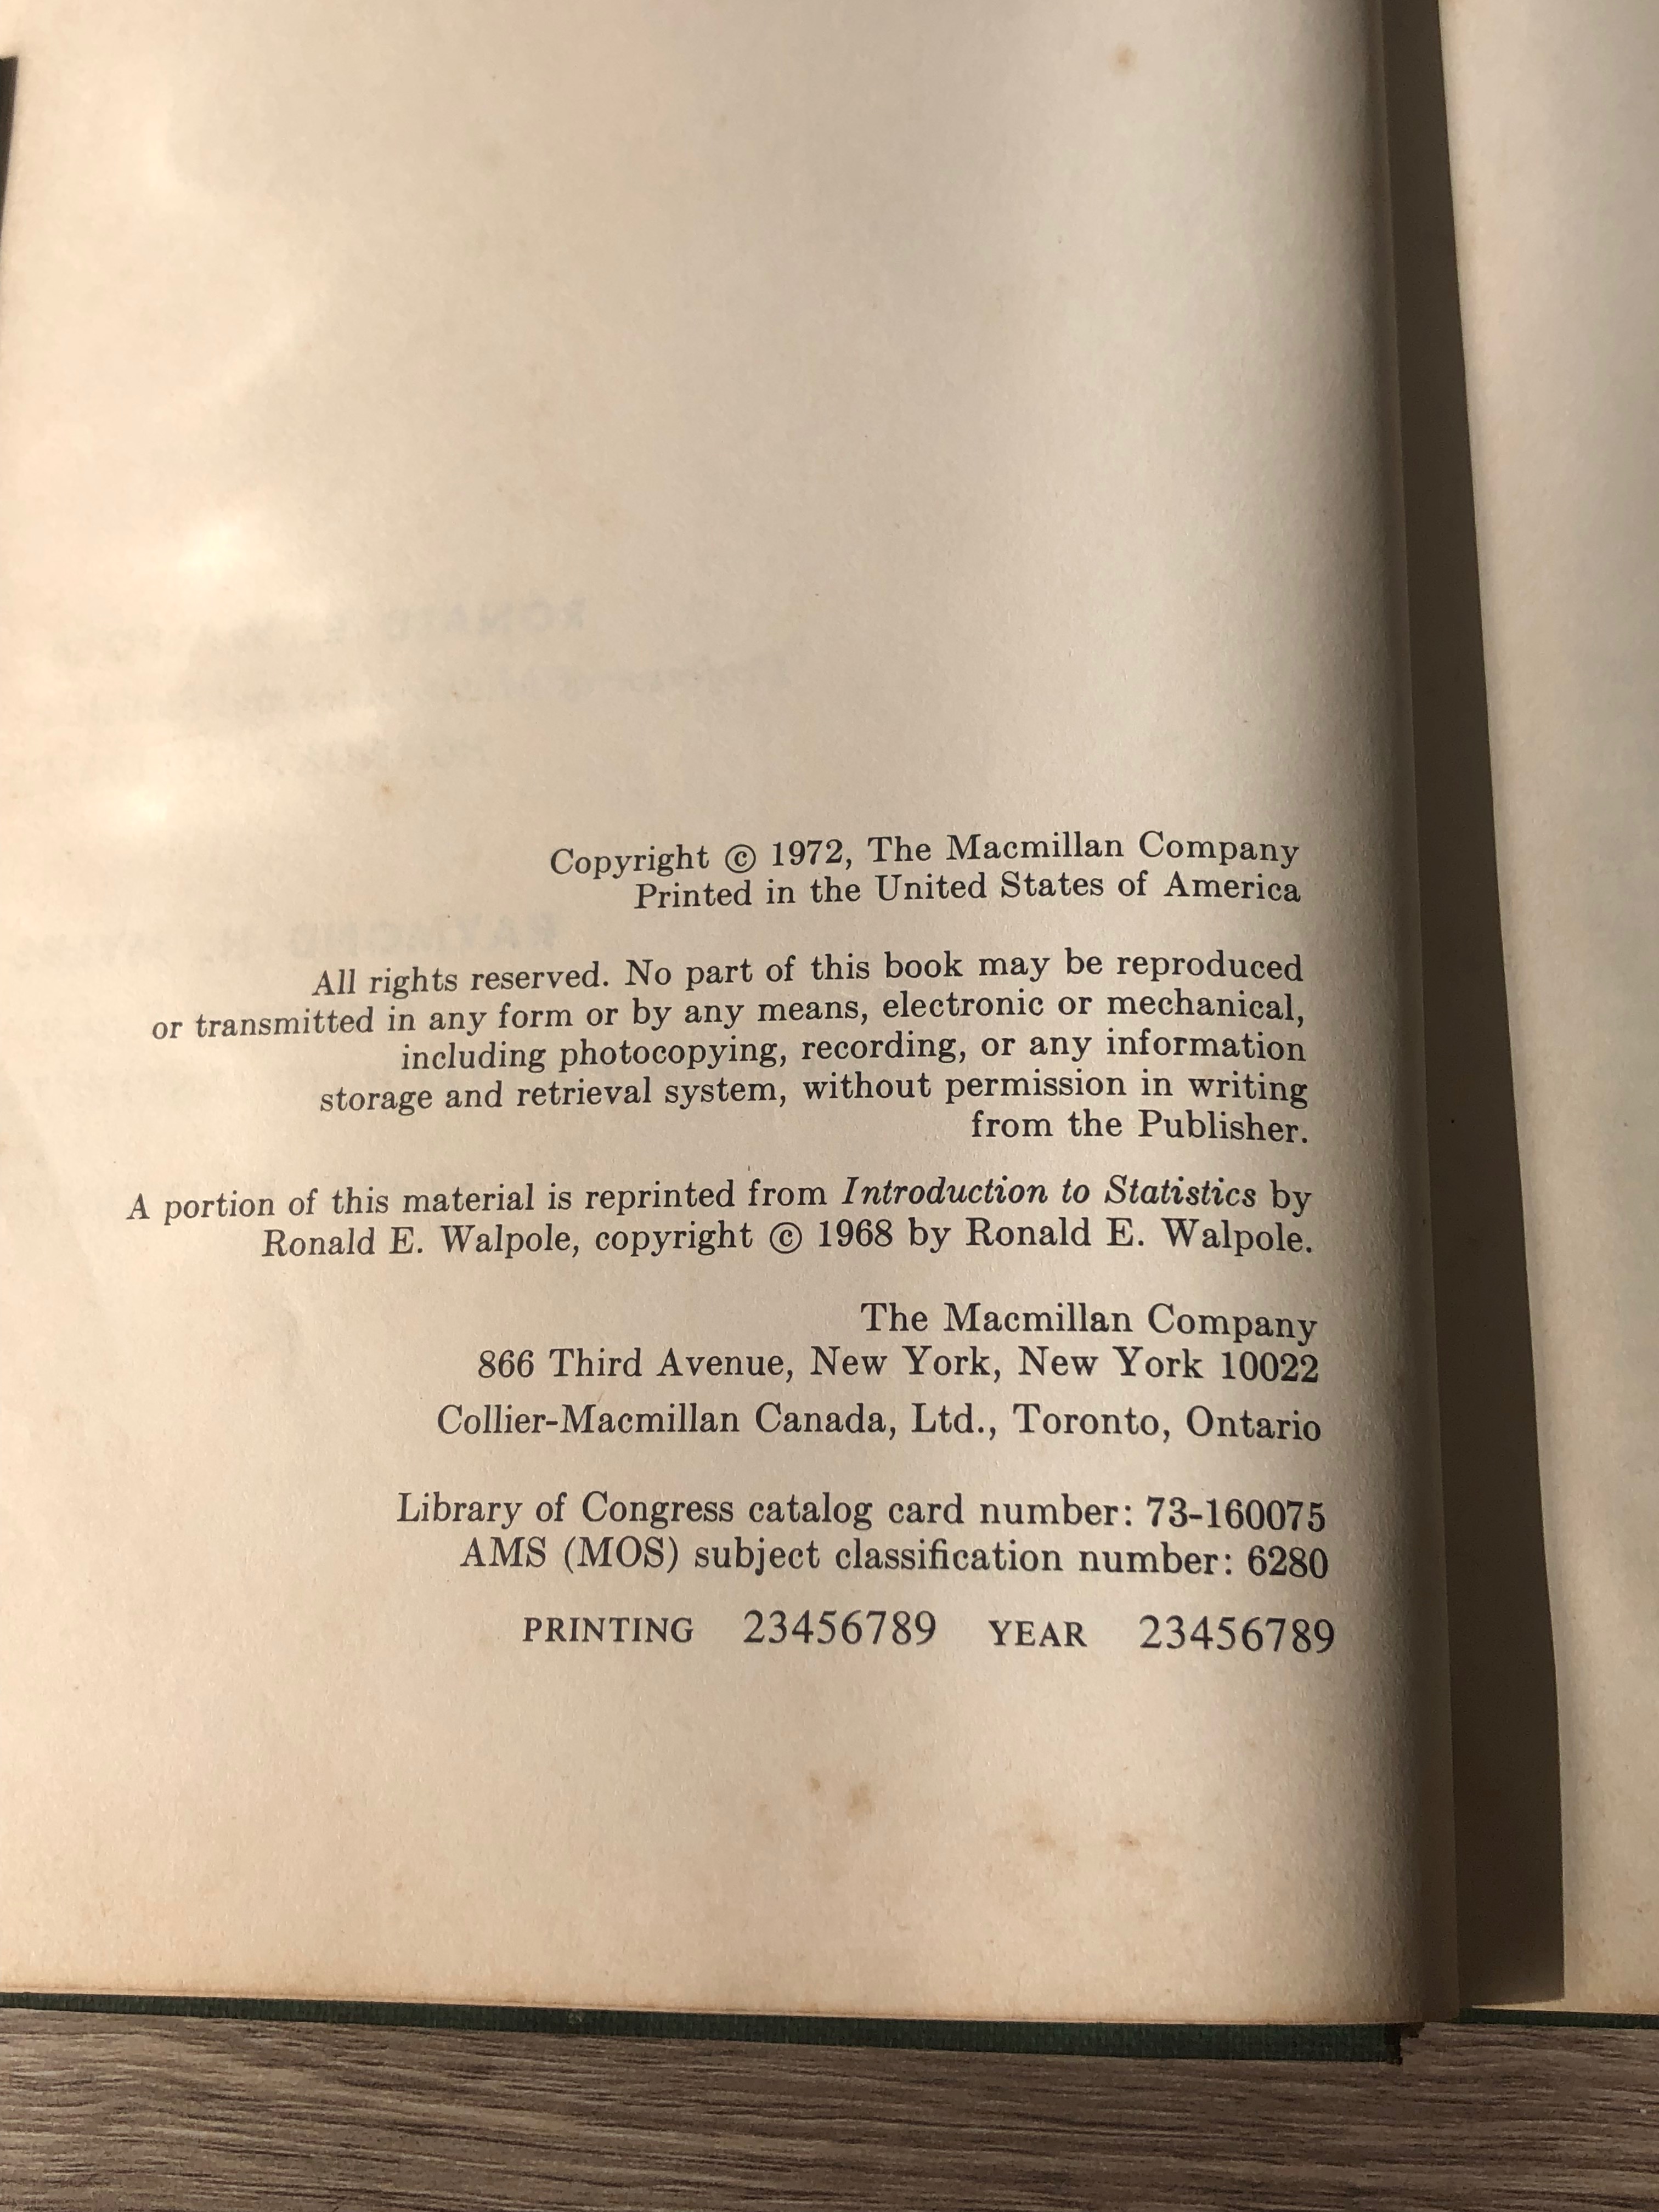 Copyright © 1972, The Macmillan Company
Printed in the United States of America
All rights reserved. No part of this book may be reproduced
or transmitted in any form or by any means, electronic or mechanical,
including photocopying, recording, or any information
storage and retrieval system, without permission in writing
from the Publisher.
A portion of this material is reprinted from Introduction to Statistics by
Ronald E. Walpole, copyright © 1968 by Ronald E. Walpole.
The Macmillan Company
866 Third Avenue, New York, New York 10022
Collier-Macmillan Canada, Ltd., Toronto, Ontario
Library of Congress catalog card number: 73-160075
AMS (MOS) subject classification number: 6280
PRINTING 23456789 YEAR 23456789